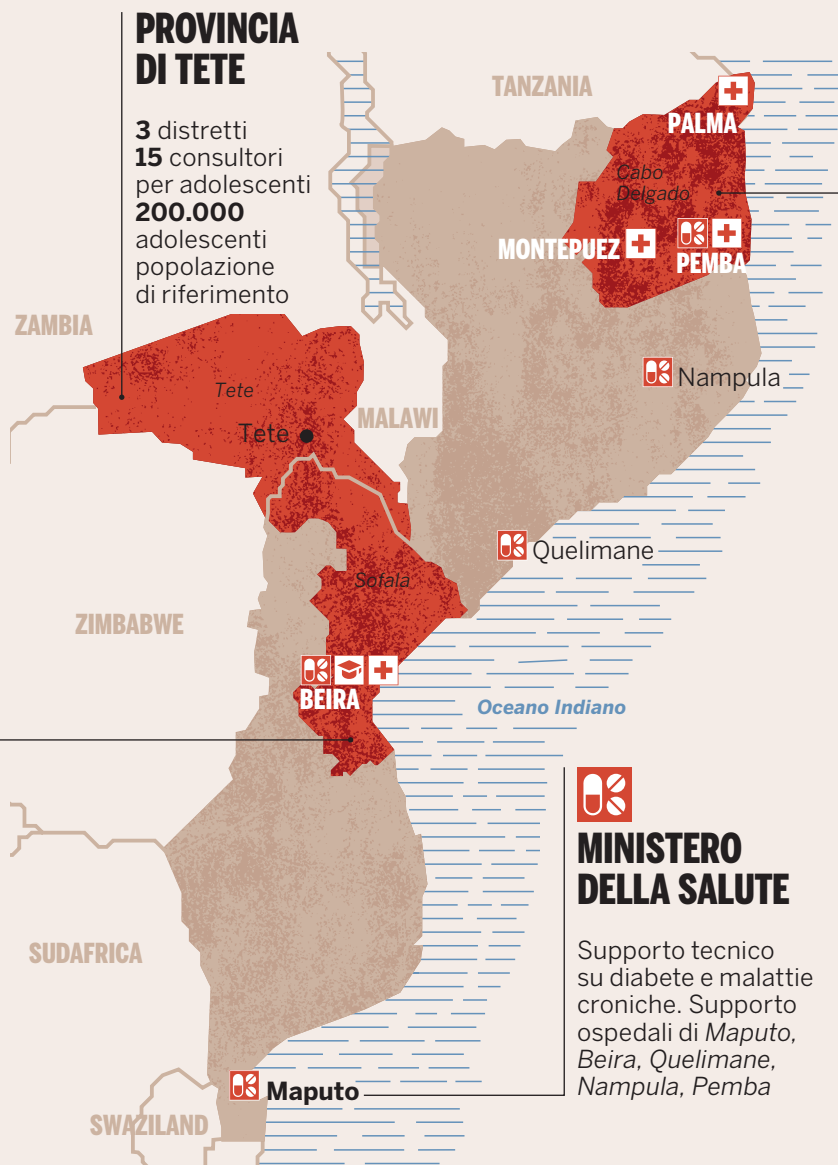 PROVINCIA
DI TETE
3 distretti
15 consultori
per adolescenti
200.000
adolescenti
popolazione
di riferimento
TANZANIA
PALMA
Cabo
Delgado
MONTEPUEZ
PEMBA
ZAMBIA
Nampula
Tete
MALAWI
Tete
Quelimane
Sofala
ZIMBABWE
BEIRA
Oceano Indiano
MINISTERO
DELLA SALUTE
Supporto tecnico
su diabete e malattie
croniche. Supporto
ospedali di Maputo,
Beira, Quelimane,
Nampula, Pemba
SUDAFRICA
Maputo
SWAZILAND